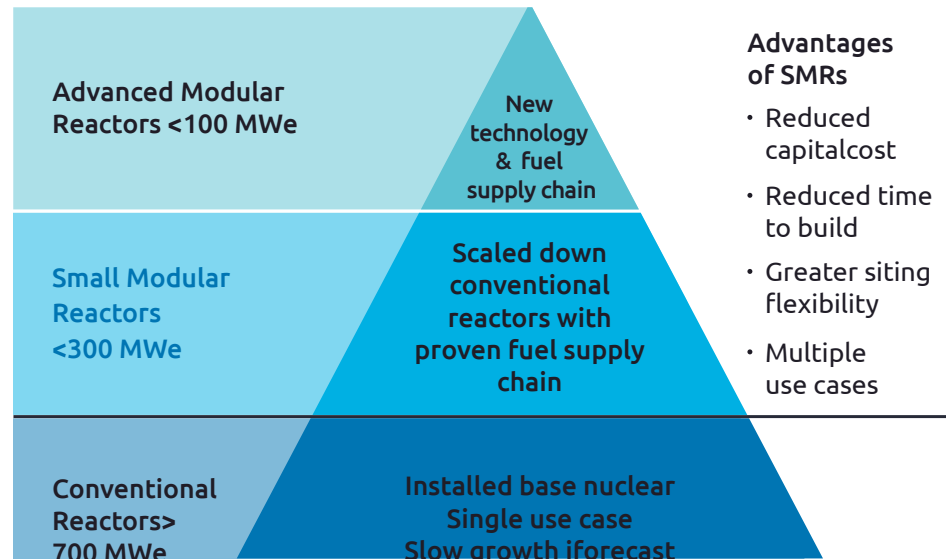 Advanced Modular
Reactors <100 MWe
New
technology
& fuel
supply chain
Small Modular
Reactors
<300 MWe
Scaled down
conventional
reactors with
proven fuel supply
chain
Conventional
Reactors>
700 MWe
Installed base nuclear
Single use case
Slow growth iforecast
Advantages
of SMRs
· Reduced
capitalcost
· Reduced time
to build
· Greater siting
flexibility
· Multiple
use cases